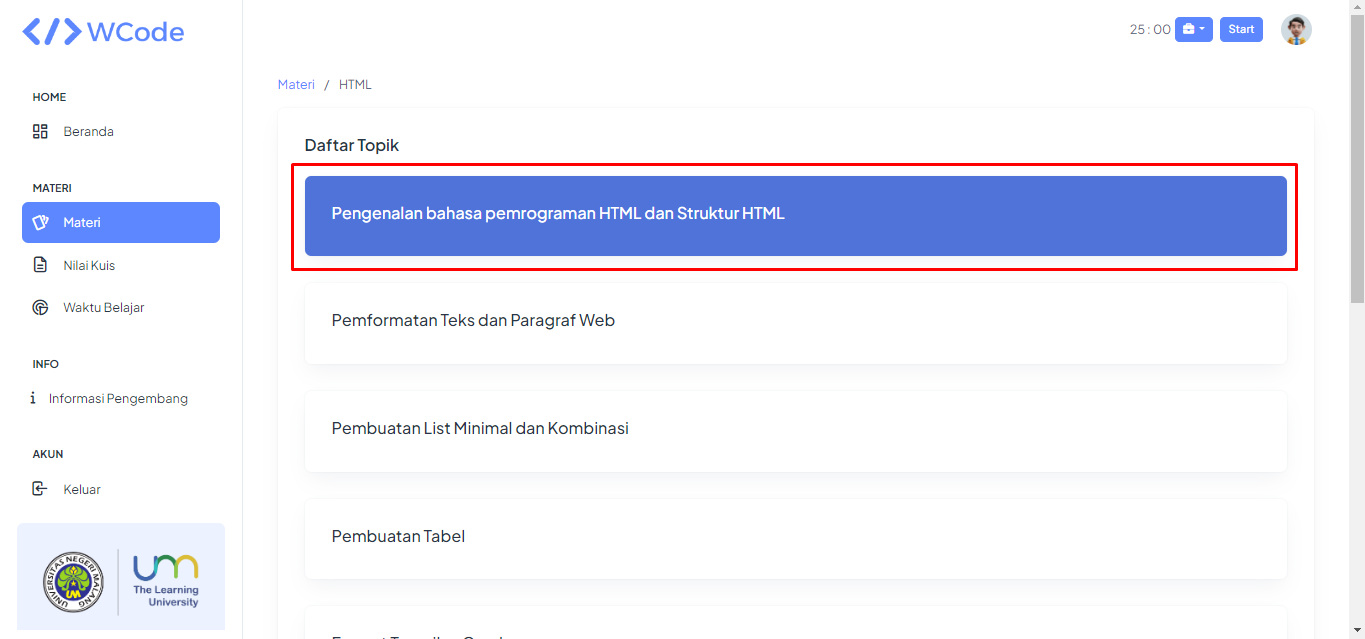 </> WCode
25 : 00
Start
HOME
Beranda
MATERI
Materi
Nilai Kuis
Waktu Belajar
INFO
Informasi Pengembang
AKUN
Keluar
UNIVERSITAS NEGERI MALANG
UM
um
The Learning
University
Materi / HTML
Daftar Topik
Pengenalan bahasa pemrograman HTML dan Struktur HTML
Pemformatan Teks dan Paragraf Web
Pembuatan List Minimal dan Kombinasi
Pembuatan Tabel